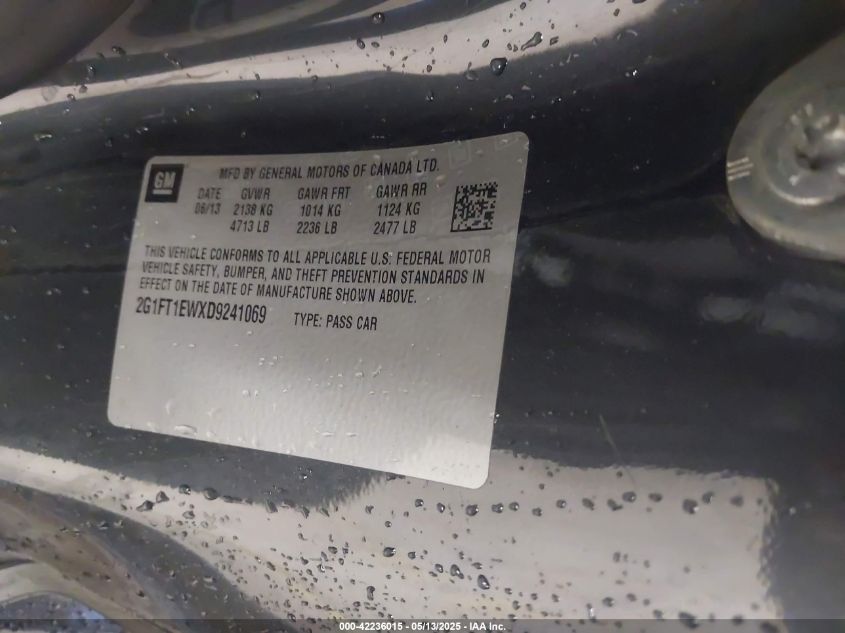 GM
MFD BY GENERAL MOTORS OF CANADA LTD.
DATE GVWR GAWR FRT GAWR RR
06/13 2138 KG 1014 KG 1124 KG
4713 LB 2236 LB 2477 LB
THIS VEHICLE CONFORMS TO ALL APPLICABLE U.S. FEDERAL MOTOR
VEHICLE SAFETY, BUMPER, AND THEFT PREVENTION STANDARDS IN
EFFECT ON THE DATE OF MANUFACTURE SHOWN ABOVE.
2G1FT1EWXD9241069 TYPE: PASS CAR
000-42236015 - 05/13/2025 - IAA Inc.